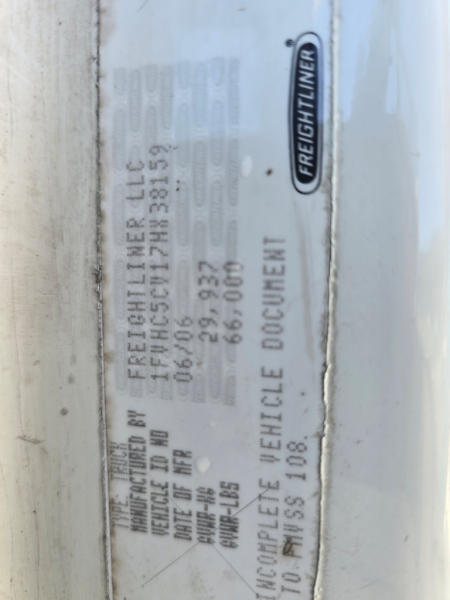 FREIGHTLINER
TYPE: TRUCK
MANUFACTURED BY FREIGHTLINER LLC
VEHICLE ID NO 1FVHC5CV17HX38159
DATE OF MFR 06/06
GVWR-KG 29,937
GVWR-LBS 66,000
INCOMPLETE VEHICLE DOCUMENT
TO FMVSS 108.